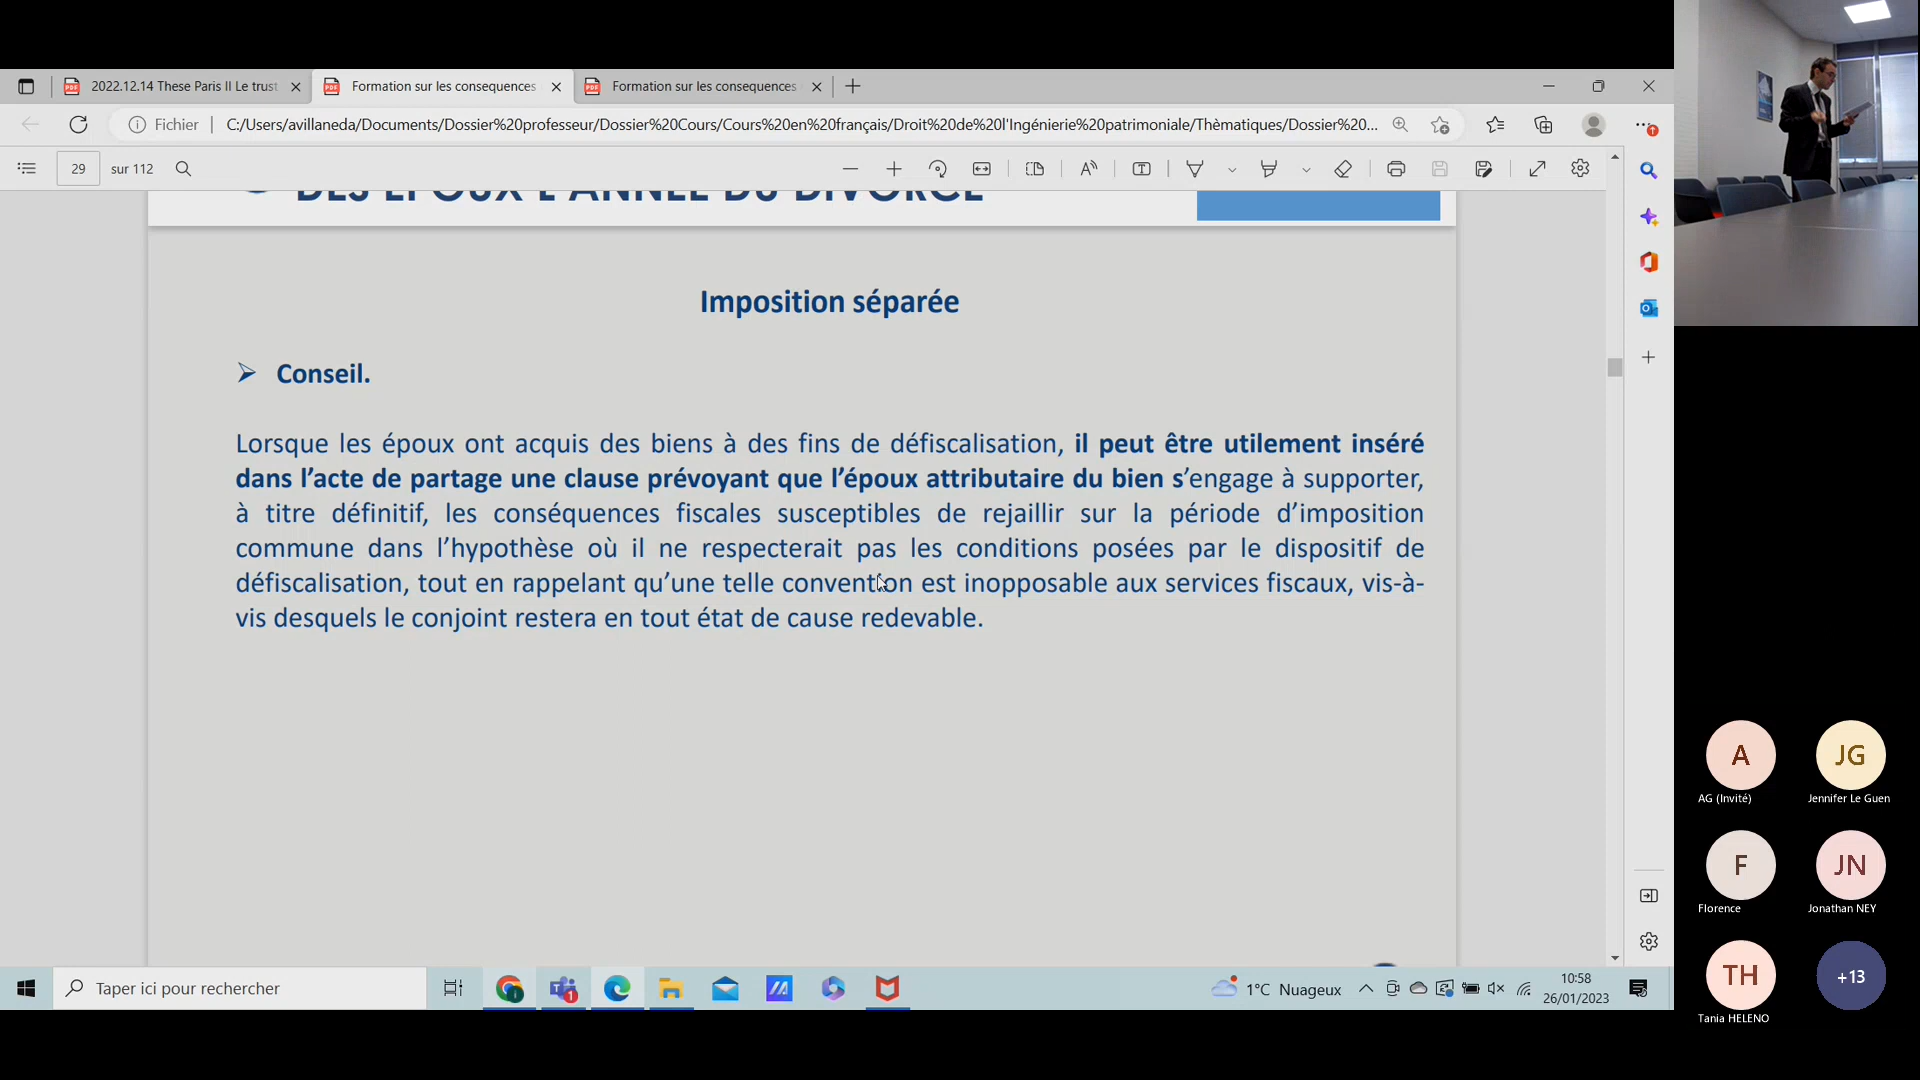 2022.12.14 These Paris II Le trust
Formation sur les consequences
Formation sur les consequences
Fichier
C:/Users/avillaneda/Documents/Dossier%20professeur/Dossier%20Cours/Cours%20en%20français/Droit%20de%20l'Ingénierie%20patrimoniale/Thèmatiques/Dossier%20...
29
sur 112
DES EPOUX L'ANNEE DU DIVORCE
Imposition séparée
Conseil.
Lorsque les époux ont acquis des biens à des fins de défiscalisation, il peut être utilement inséré
dans l’acte de partage une clause prévoyant que l’époux attributaire du bien s’engage à supporter,
à titre définitif, les conséquences fiscales susceptibles de rejaillir sur la période d’imposition
commune dans l’hypothèse où il ne respecterait pas les conditions posées par le dispositif de
défiscalisation, tout en rappelant qu’une telle convention est inopposable aux services fiscaux, vis-à-
vis desquels le conjoint restera en tout état de cause redevable.
A
AG (Invité)
JG
Jennifer Le Guen
F
Florence
JN
Jonathan NEY
TH
Tania HELENO
+13
Taper ici pour rechercher
1
1°C Nuageux
10:58
26/01/2023